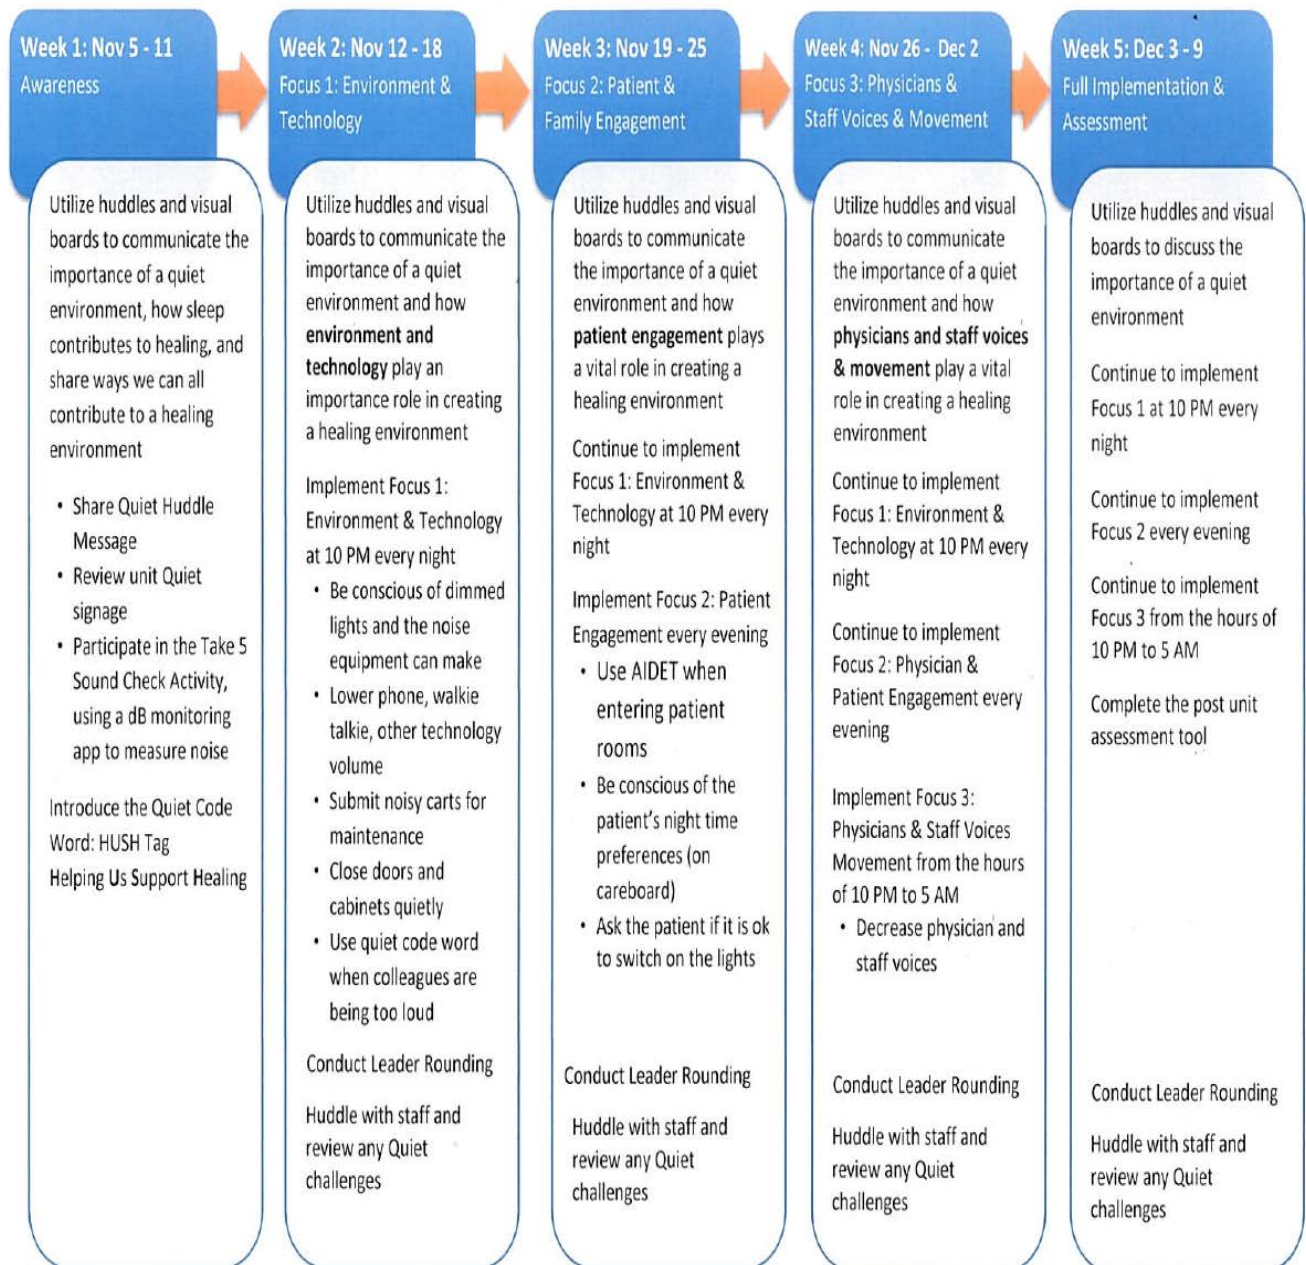 Week 1: Nov 5 - 11
Awareness
Utilize huddles and visual
boards to communicate the
importance of a quiet
environment, how sleep
contributes to healing, and
share ways we can all
contribute to a healing
environment
• Share Quiet Huddle
Message
• Review unit Quiet
signage
• Participate in the Take 5
Sound Check Activity,
using a dB monitoring
app to measure noise
Introduce the Quiet Code
Word: HUSH Tag
Helping Us Support Healing
Week 2: Nov 12 - 18
Focus 1: Environment &
Technology
Utilize huddles and visual
boards to communicate the
importance of a quiet
environment and how
environment and
technology play an
importance role in creating
a healing environment
Implement Focus 1:
Environment & Technology
at 10 PM every night
• Be conscious of dimmed
lights and the noise
equipment can make
• Lower phone, walkie
talkie, other technology
volume
• Submit noisy carts for
maintenance
• Close doors and
cabinets quietly
• Use quiet code word
when colleagues are
being too loud
Conduct Leader Rounding
Huddle with staff and
review any Quiet
challenges
Week 3: Nov 19 - 25
Focus 2: Patient &
Family Engagement
Utilize huddles and visual
boards to communicate
the importance of a quiet
environment and how
patient engagement plays
a vital role in creating a
healing environment
Continue to implement
Focus 1: Environment &
Technology at 10 PM every
night
Implement Focus 2: Patient
Engagement every evening
• Use AIDET when
entering patient
rooms
• Be conscious of the
patient's night time
preferences (on
careboard)
• Ask the patient if it is ok
to switch on the lights
Conduct Leader Rounding
Huddle with staff and
review any Quiet
challenges
Week 4: Nov 26 - Dec 2
Focus 3: Physicians &
Staff Voices & Movement
Utilize huddles and visual
boards to communicate
the importance of a quiet
environment and how
physicians and staff voices
& movement play a vital
role in creating a healing
environment
Continue to implement
Focus 1: Environment &
Technology at 10 PM every
night
Continue to implement
Focus 2: Physician &
Patient Engagement every
evening
Implement Focus 3:
Physicians & Staff Voices
Movement from the hours
of 10 PM to 5 AM
• Decrease physician and
staff voices
Conduct Leader Rounding
Huddle with staff and
review any Quiet
challenges
Week 5: Dec 3 - 9
Full Implementation &
Assessment
Utilize huddles and visual
boards to discuss the
importance of a quiet
environment
Continue to implement
Focus 1 at 10 PM every
night
Continue to implement
Focus 2 every evening
Continue to implement
Focus 3 from the hours of
10 PM to 5 AM
Complete the post unit
assessment tool
Conduct Leader Rounding
Huddle with staff and
review any Quiet
challenges